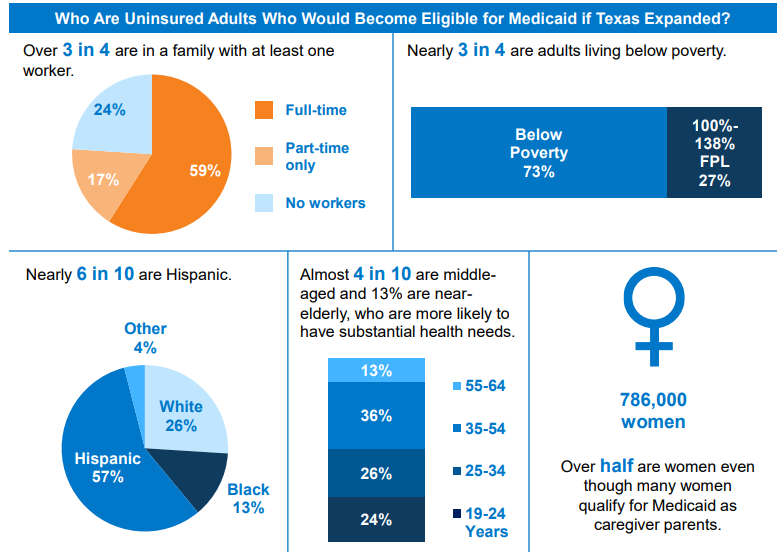 Who Are Uninsured Adults Who Would Become Eligible for Medicaid if Texas Expanded?
Over 3 in 4 are in a family with at least one
worker.
24%
17%
59%
Full-time
Part-time
only
No workers
Nearly 3 in 4 are adults living below poverty.
Below
Poverty
73%
100%-
138%
FPL
27%
Nearly 6 in 10 are Hispanic.
Other
4%
White
26%
Hispanic
57%
Black
13%
Almost 4 in 10 are middle-
aged and 13% are near-
elderly, who are more likely to
have substantial health needs.
13%
36%
26%
24%
55-64
35-54
25-34
19-24
Years
786,000
women
Over half are women even
though many women
qualify for Medicaid as
caregiver parents.